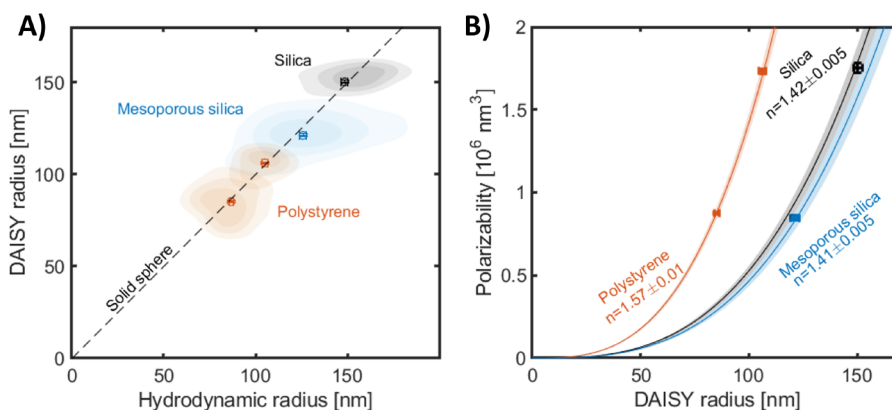 A)
DAISY radius [nm]
150
100
50
0
0
50
100
150
Hydrodynamic radius [nm]
Silica
Mesoporous silica
Polystyrene
Solid sphere
B)
Polarizability [10⁶ nm³]
2
1.5
1
0.5
0
0
50
100
150
DAISY radius [nm]
Silica
n=1.42±0.005
Polystyrene
n=1.57±0.01
Mesoporous silica
n=1.41±0.005